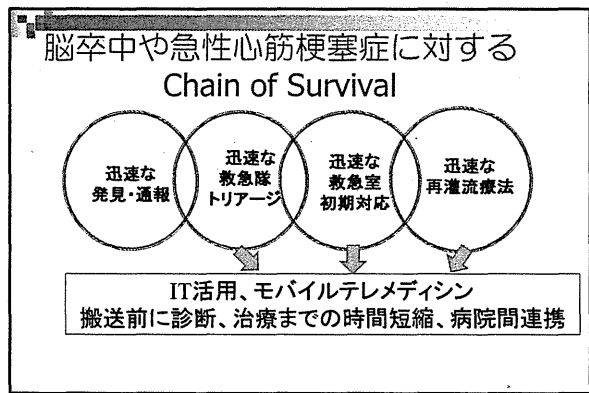 脳卒中や急性心筋梗塞症に対する
Chain of Survival
迅速な
発見・通報
迅速な
救急隊
トリアージ
迅速な
救急室
初期対応
迅速な
再灌流療法
IT活用、モバイルテレメディシン
搬送前に診断、治療までの時間短縮、病院間連携